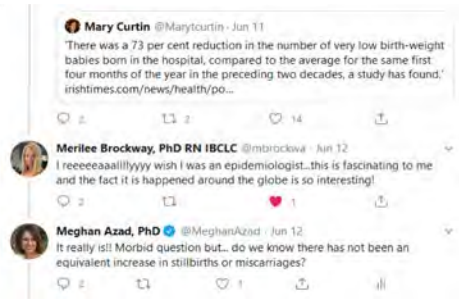 Mary Curtin @Marytcurtin · Jun 11
'There was a 73 per cent reduction in the number of very low birth-weight
babies born in the hospital, compared to the average for the same first
four months of the year in the preceding two decades, a study has found.'
irishtimes.com/news/health/po...
2 2 14
Merilee Brockway, PhD RN IBCLC @mbrockwa · Jun 12
I reeeeeaaalillyyyy wish I was an epidemiologist...this is fascinating to me
and the fact it is happened around the globe is so interesting!
2 1
Meghan Azad, PhD @MeghanAzad · Jun 12
It really is!! Morbid question but... do we know there has not been an
equivalent increase in stillbirths or miscarriages?
2 1